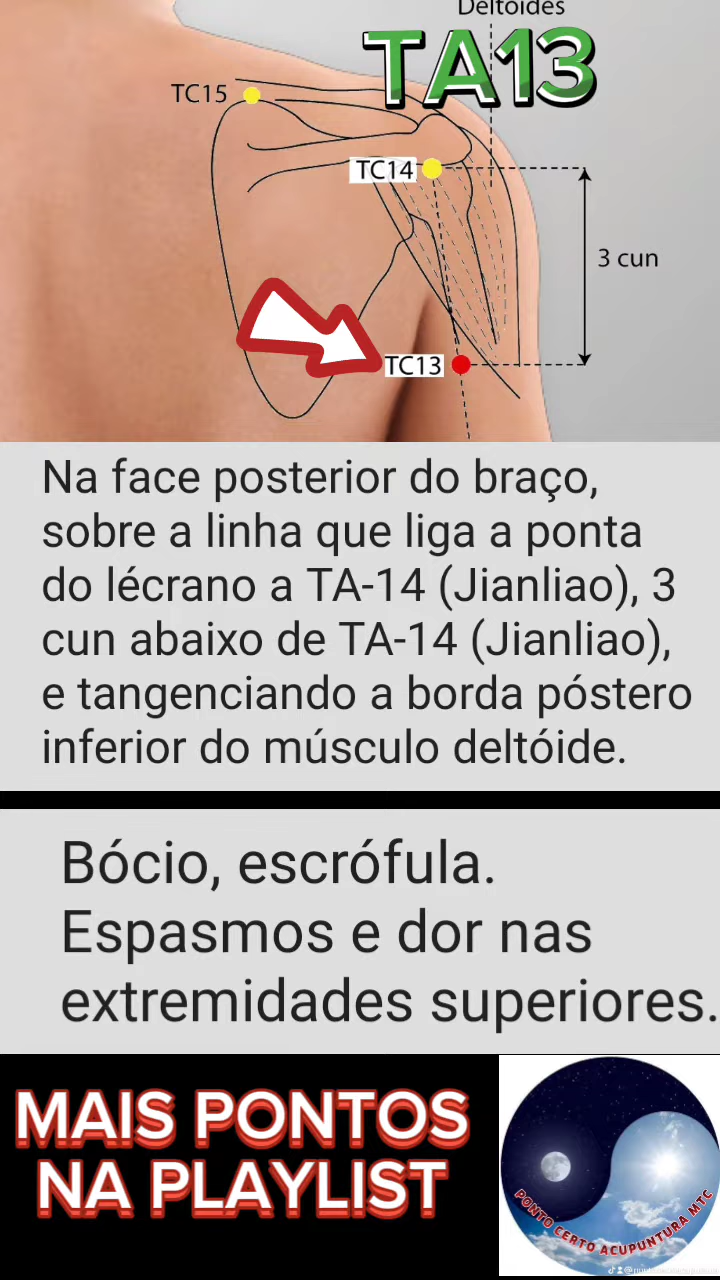 Deltoides
TA13
TC15
TC14
3 cun
TC13
Na face posterior do braço,
sobre a linha que liga a ponta
do lécrano a TA-14 (Jianliao), 3
cun abaixo de TA-14 (Jianliao),
e tangenciando a borda póstero
inferior do músculo deltóide.
Bócio, escrófula.
Espasmos e dor nas
extremidades superiores.
MAIS PONTOS
NA PLAYLIST
PONTO CERTO ACUPUNTURA MTC